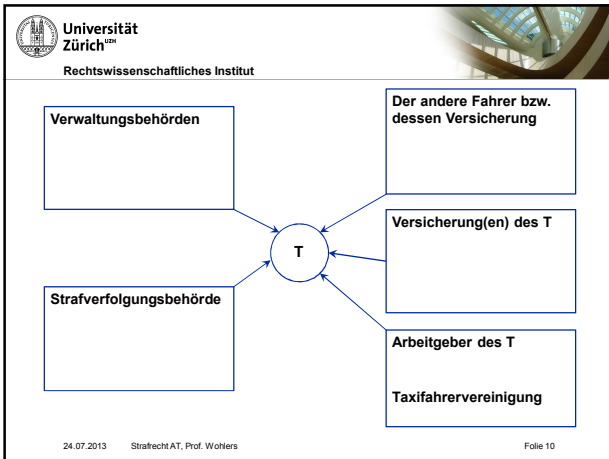 Universität
Zürich UZH
Rechtswissenschaftliches Institut
Verwaltungsbehörden
Der andere Fahrer bzw.
dessen Versicherung
Versicherung(en) des T
T
Strafverfolgungsbehörde
Arbeitgeber des T
Taxifahrervereinigung
24.07.2013 Strafrecht AT, Prof. Wohlers Folie 10